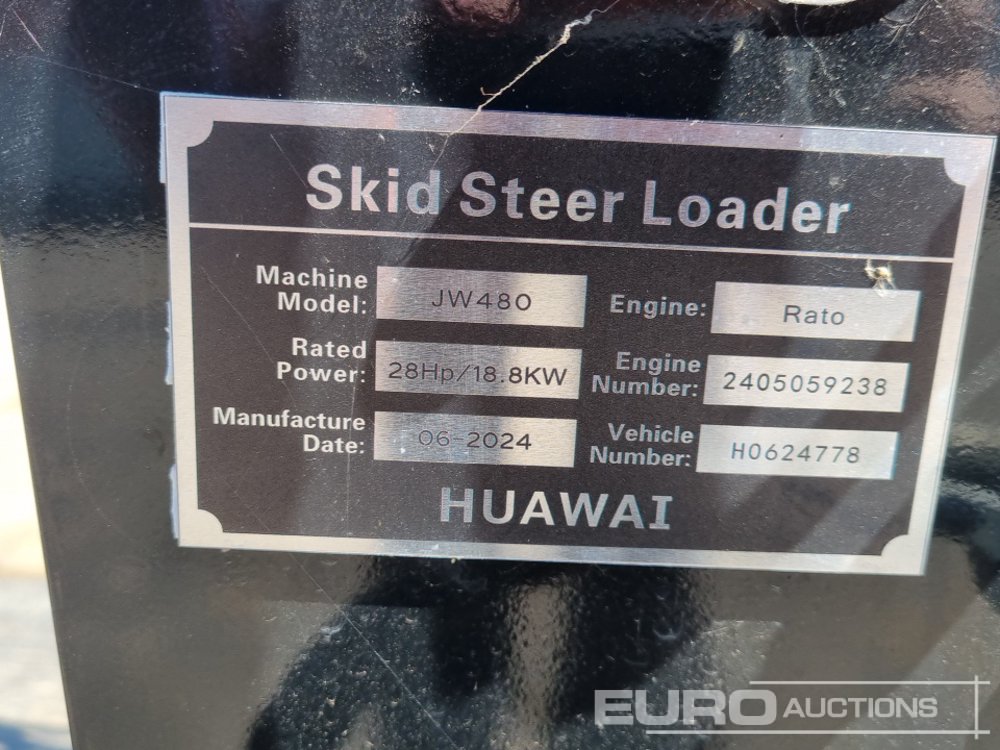 Skid Steer Loader
Machine Model: JW480
Engine: Rato
Rated Power: 28Hp/18.8KW
Engine Number: 2405059238
Manufacture Date: 06-2024
Vehicle Number: H0624778
HUAWAI
EURO AUCTIONS